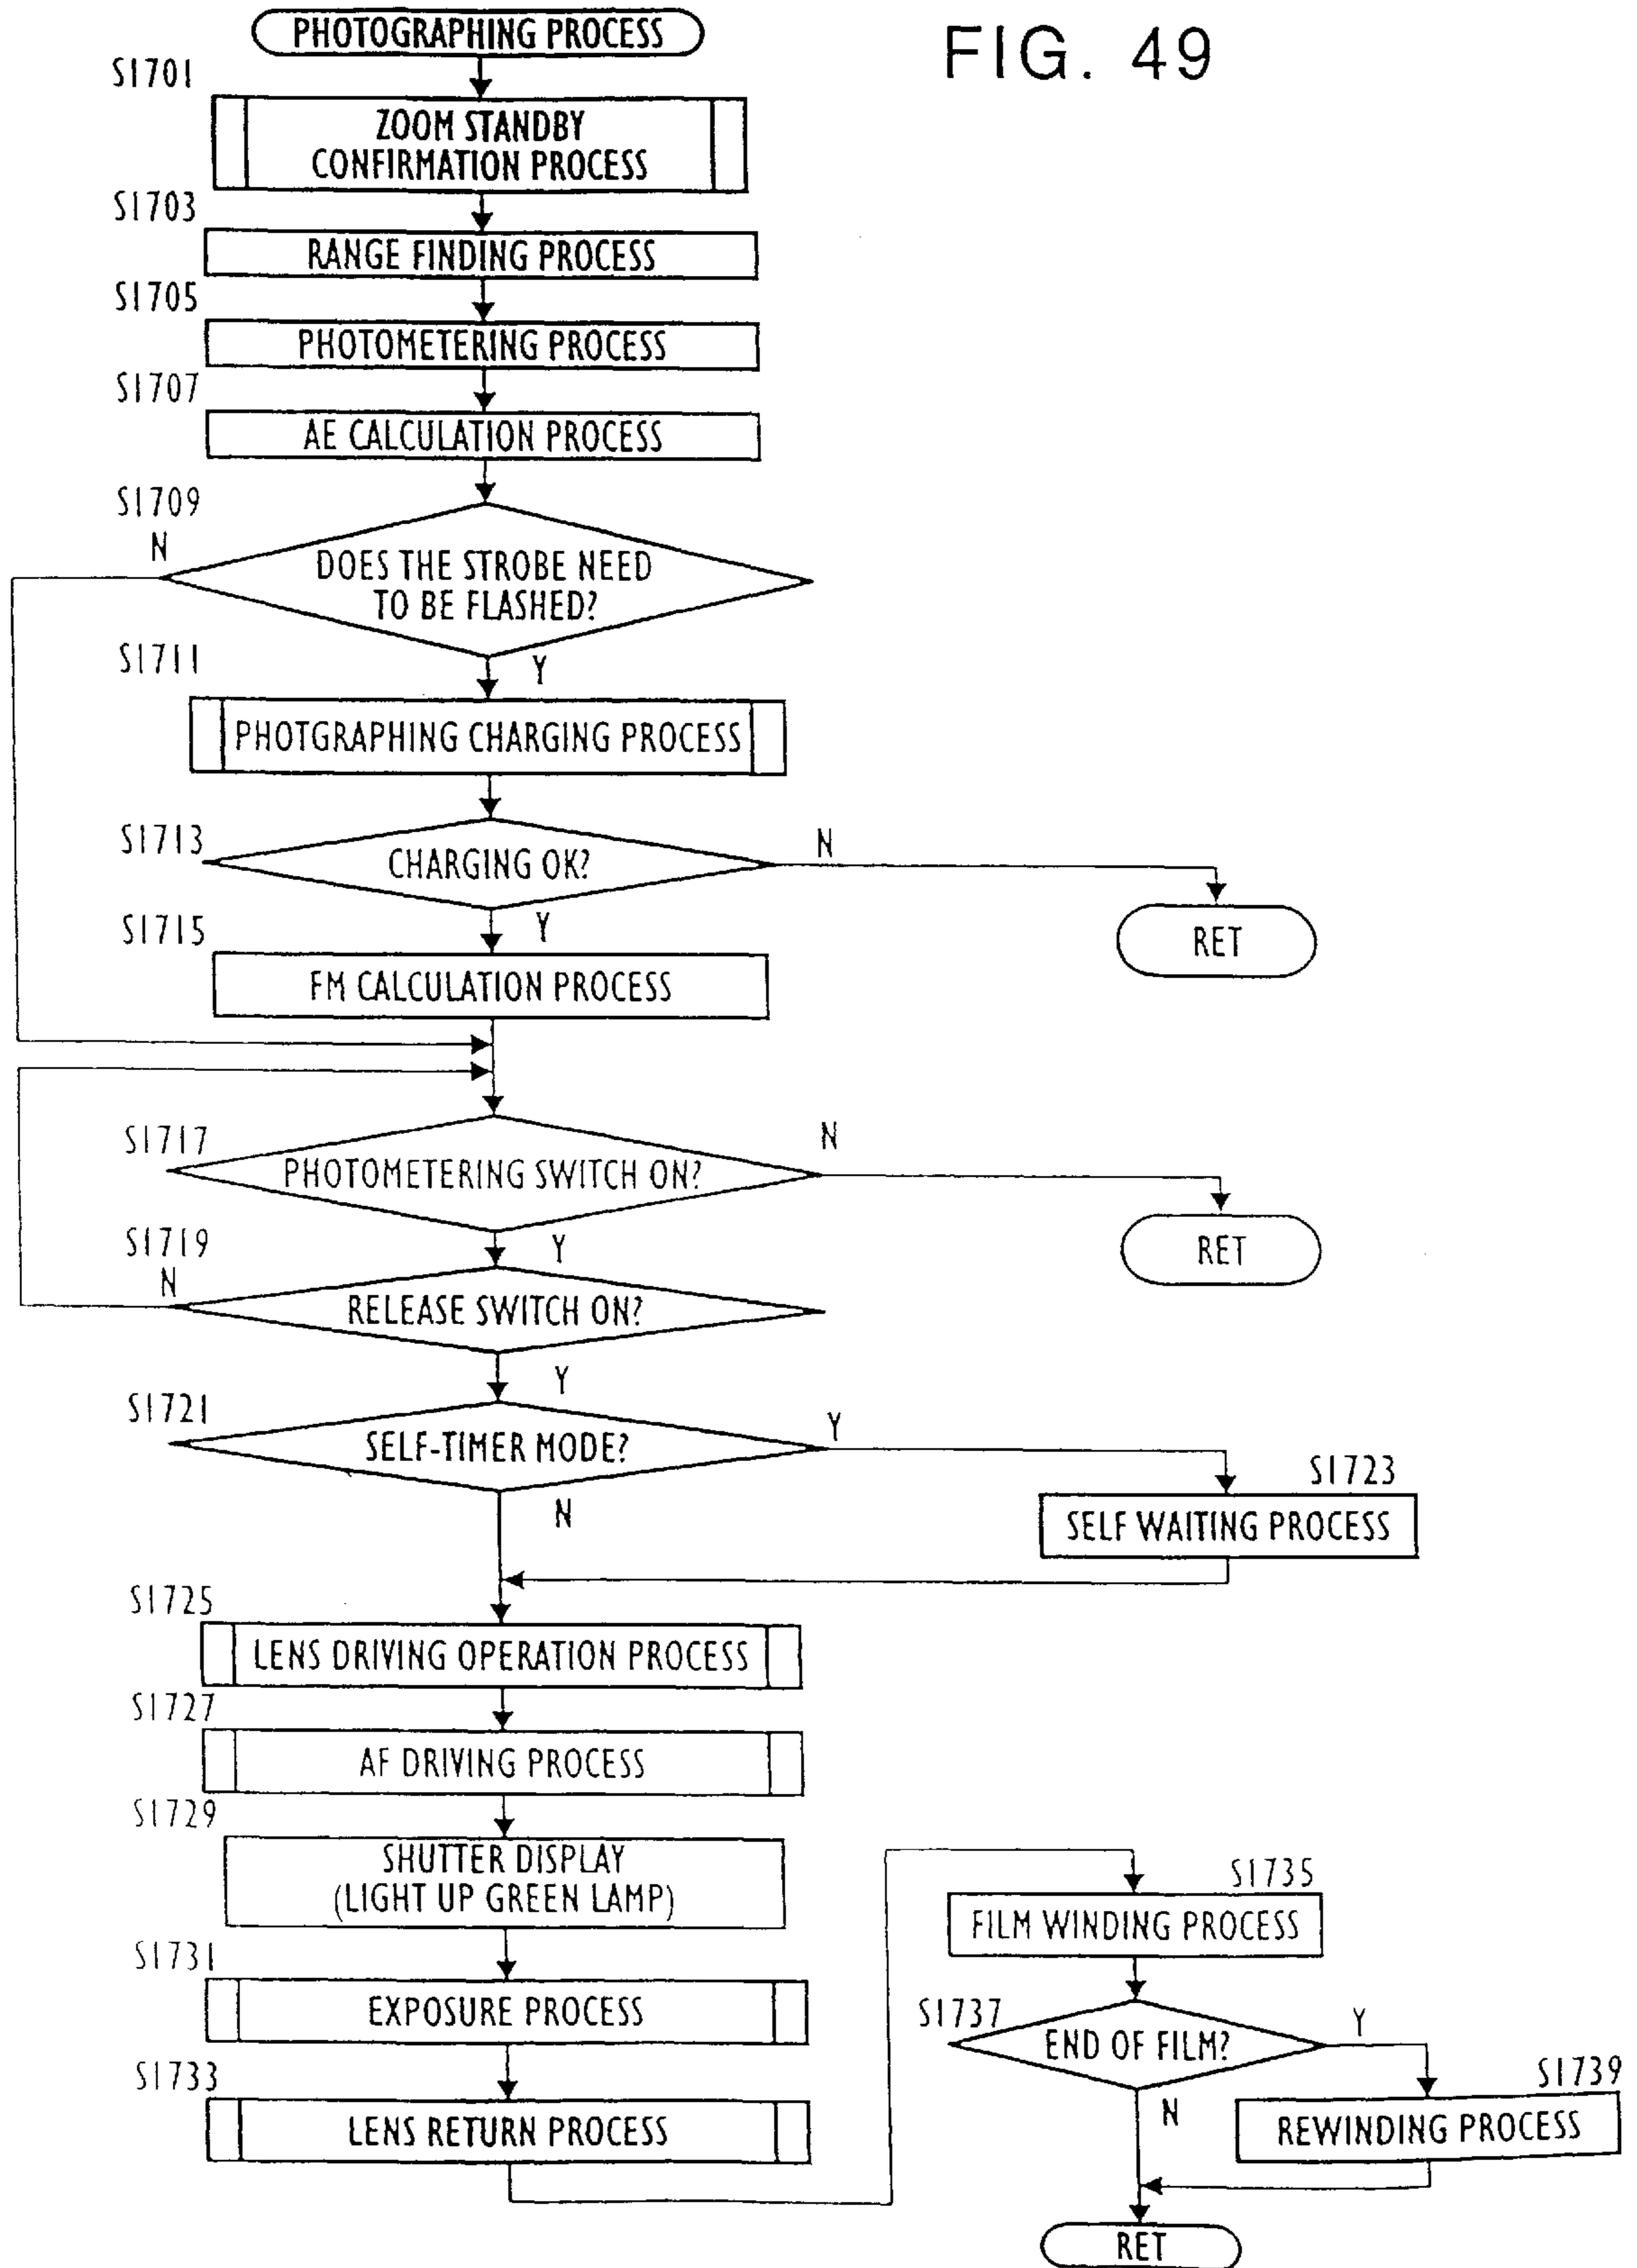 PHOTOGRAPHING PROCESS
FIG. 49
S1701
ZOOM STANDBY
CONFIRMATION PROCESS
S1703
RANGE FINDING PROCESS
S1705
PHOTOMETERING PROCESS
S1707
AE CALCULATION PROCESS
S1709
N
DOES THE STROBE NEED
TO BE FLASHED?
S1711
Y
PHOTGRAPHING CHARGING PROCESS
S1713
N
CHARGING OK?
S1715
Y
RET
FM CALCULATION PROCESS
S1717
N
PHOTOMETERING SWITCH ON?
S1719
Y
RET
N
RELEASE SWITCH ON?
Y
S1721
Y
SELF-TIMER MODE?
S1723
N
SELF WAITING PROCESS
S1725
LENS DRIVING OPERATION PROCESS
S1727
AF DRIVING PROCESS
S1729
SHUTTER DISPLAY
(LIGHT UP GREEN LAMP)
S1731
EXPOSURE PROCESS
S1733
LENS RETURN PROCESS
S1735
FILM WINDING PROCESS
S1737
Y
END OF FILM?
S1739
N
REWINDING PROCESS
RET